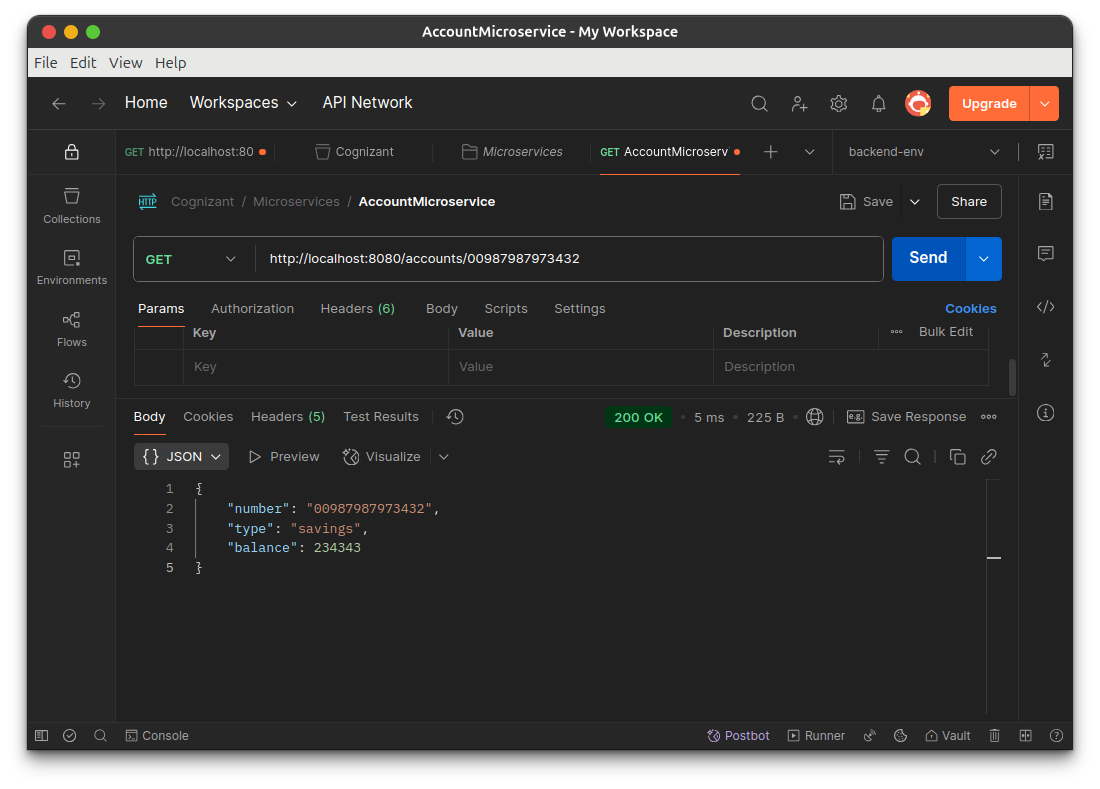 AccountMicroservice - My Workspace
File Edit View Help
Home Workspaces API Network Upgrade
GET http://localhost:80 Cognizant Microservices GET AccountMicroserv backend-env
Collections
Environments
Flows
History
HTTP Cognizant / Microservices / AccountMicroservice Save Share
GET http://localhost:8080/accounts/00987987973432 Send
Params Authorization Headers (6) Body Scripts Settings Cookies
Key Value Description Bulk Edit
Key Value Description
Body Cookies Headers (5) Test Results 200 OK 5 ms 225 B e.g. Save Response
{} JSON Preview Visualize
1 {
2 "number": "00987987973432",
3 "type": "savings",
4 "balance": 234343
5 }
Console Postbot Runner Vault